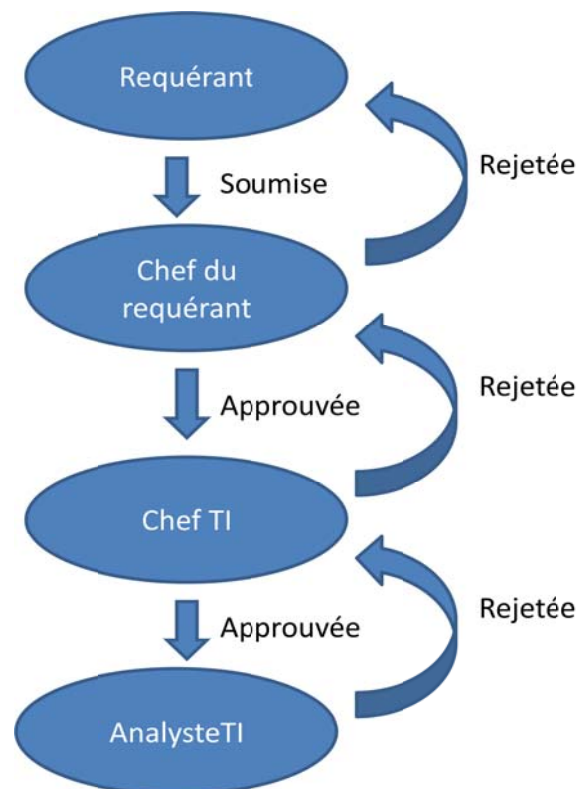 Requérant
Rejetée
Soumise
Chef du
requérant
Rejetée
Approuvée
Chef TI
Rejetée
Approuvée
AnalysteTI